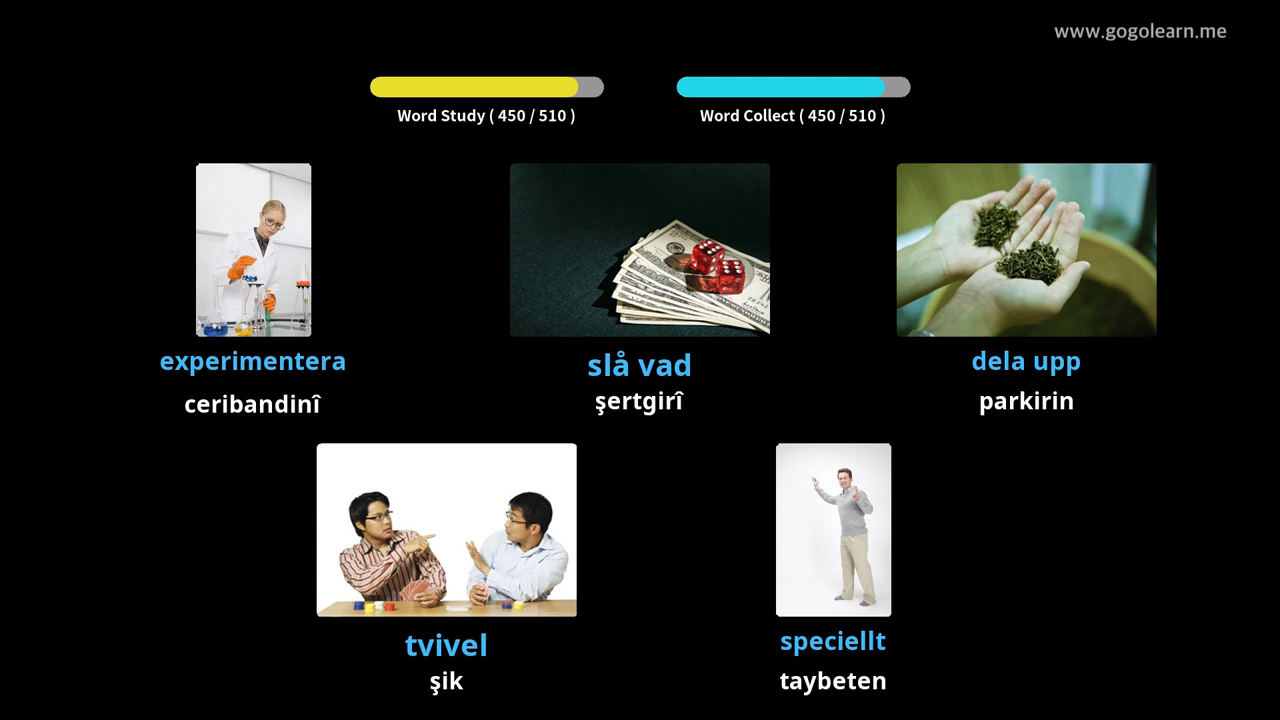 www.gogolearn.me
Word Study ( 450 / 510 )
Word Collect ( 450 / 510 )
experimentera
ceribandinî
slå vad
şertgirî
dela upp
parkirin
tvivel
şik
speciellt
taybeten